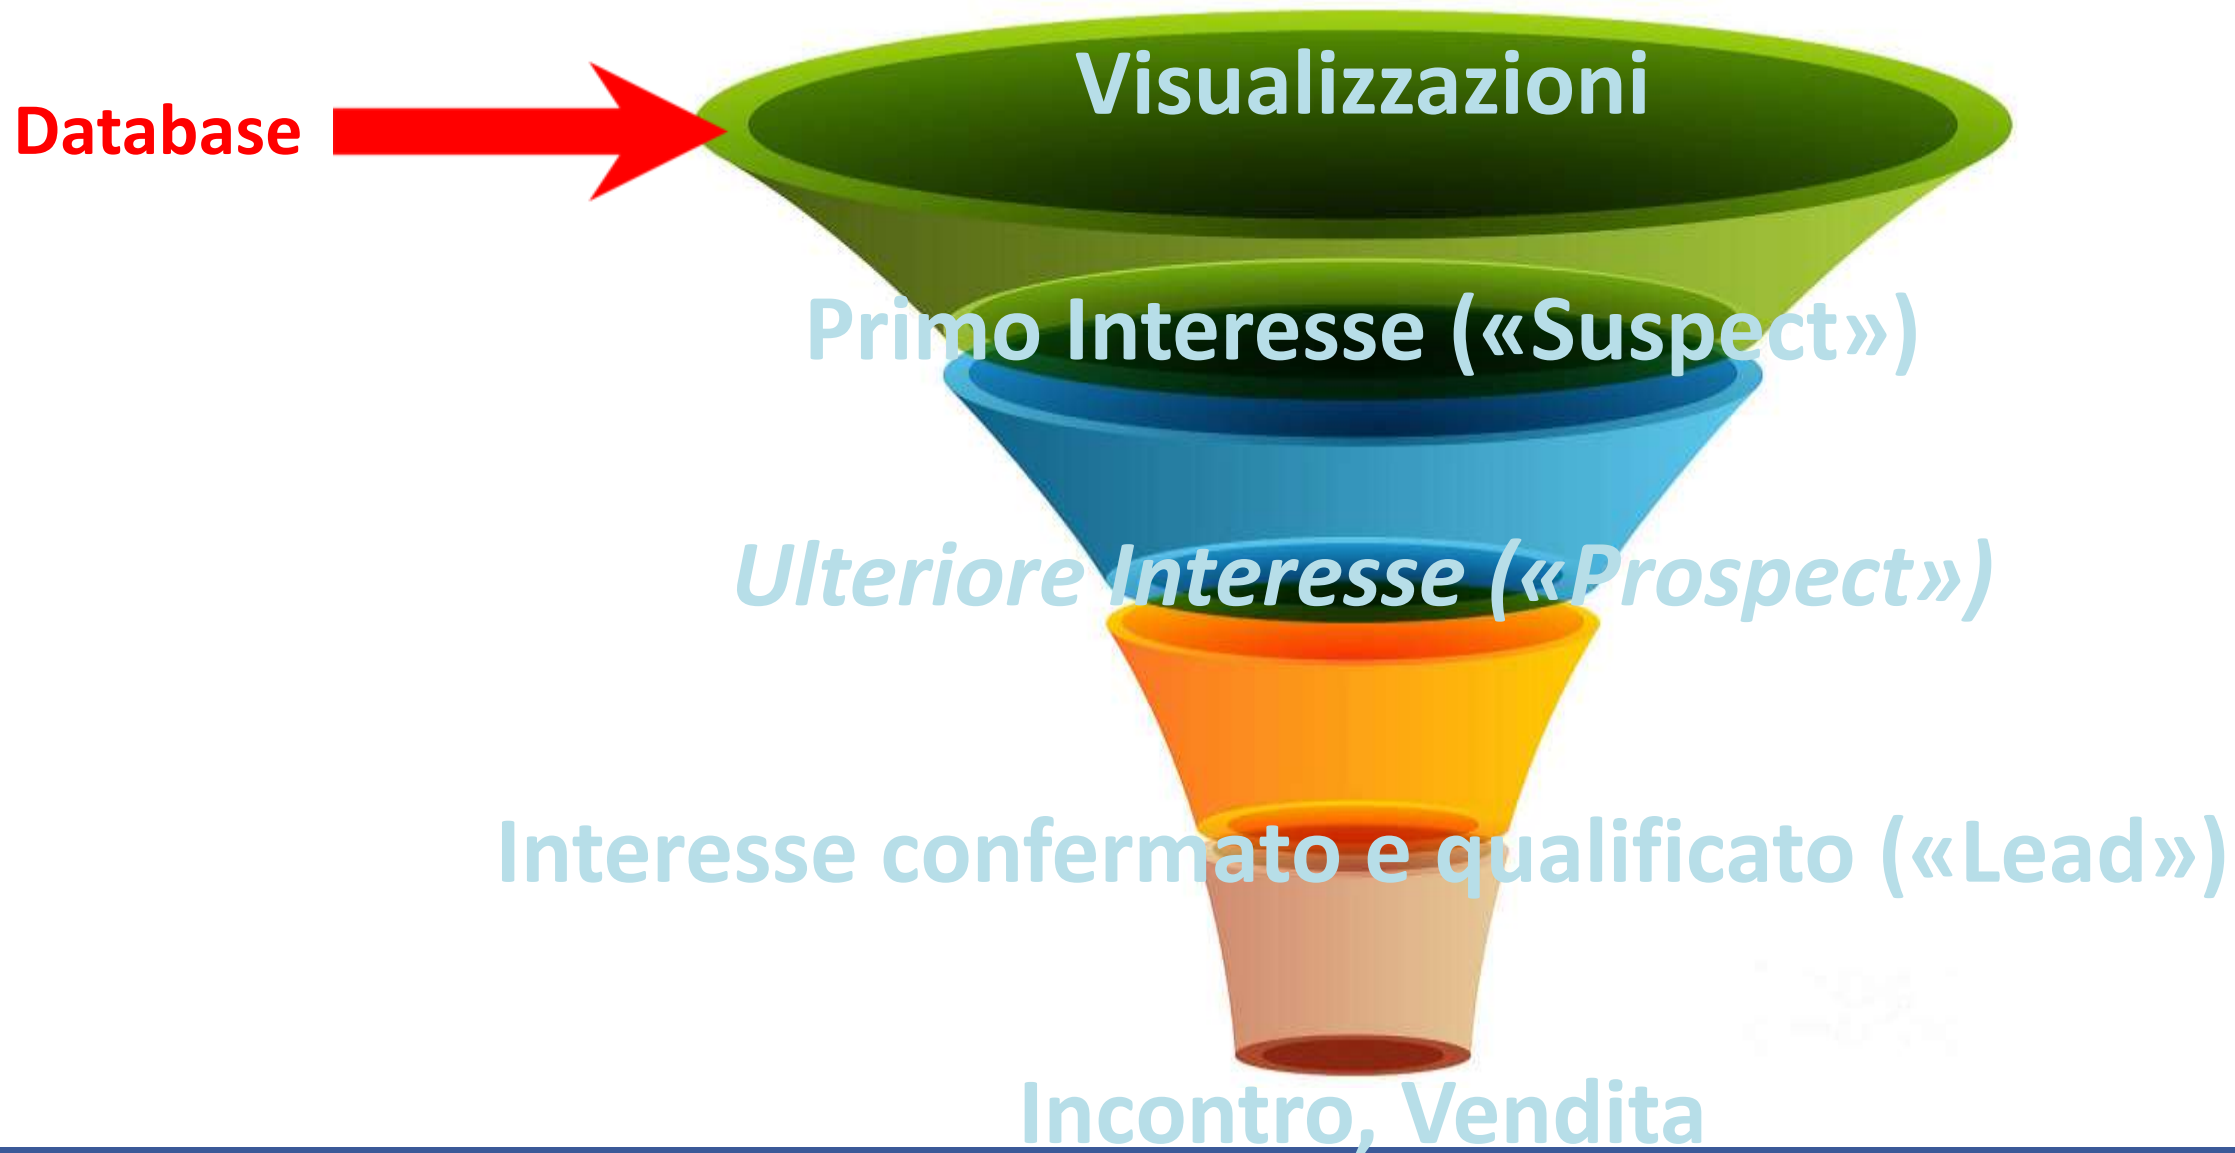 Visualizzazioni
Database
Primo Interesse («Suspect»)
Ulteriore Interesse («Prospect»)
Interesse confermato e qualificato («Lead»)
Incontro, Vendita